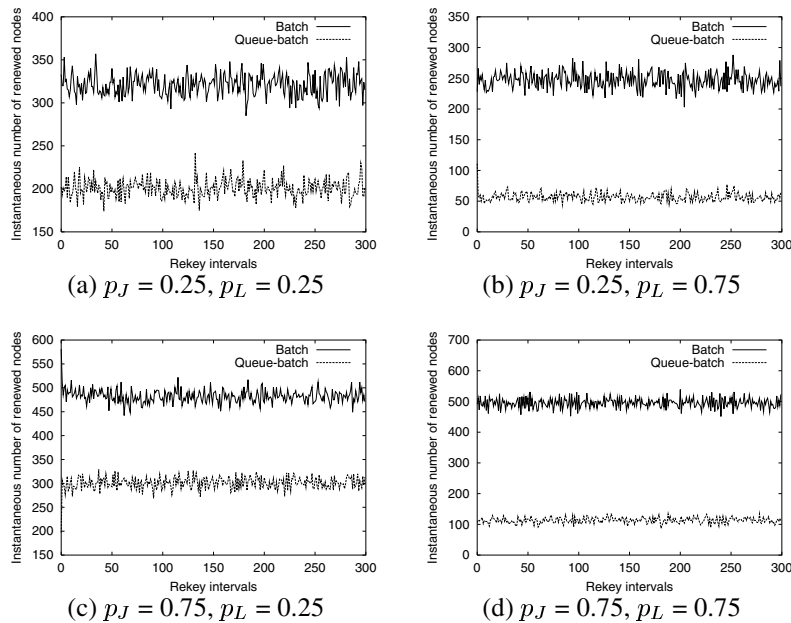 Instantaneous number of renewed nodes
400
350
300
250
200
150
Batch
Queue-batch
0 50 100 150 200 250 300
Rekey intervals
(a) p_J = 0.25, p_L = 0.25
Instantaneous number of renewed nodes
350
300
250
200
150
100
50
0
Batch
Queue-batch
0 50 100 150 200 250 300
Rekey intervals
(b) p_J = 0.25, p_L = 0.75
Instantaneous number of renewed nodes
600
550
500
450
400
350
300
250
200
150
Batch
Queue-batch
0 50 100 150 200 250 300
Rekey intervals
(c) p_J = 0.75, p_L = 0.25
Instantaneous number of renewed nodes
700
600
500
400
300
200
100
0
Batch
Queue-batch
0 50 100 150 200 250 300
Rekey intervals
(d) p_J = 0.75, p_L = 0.75